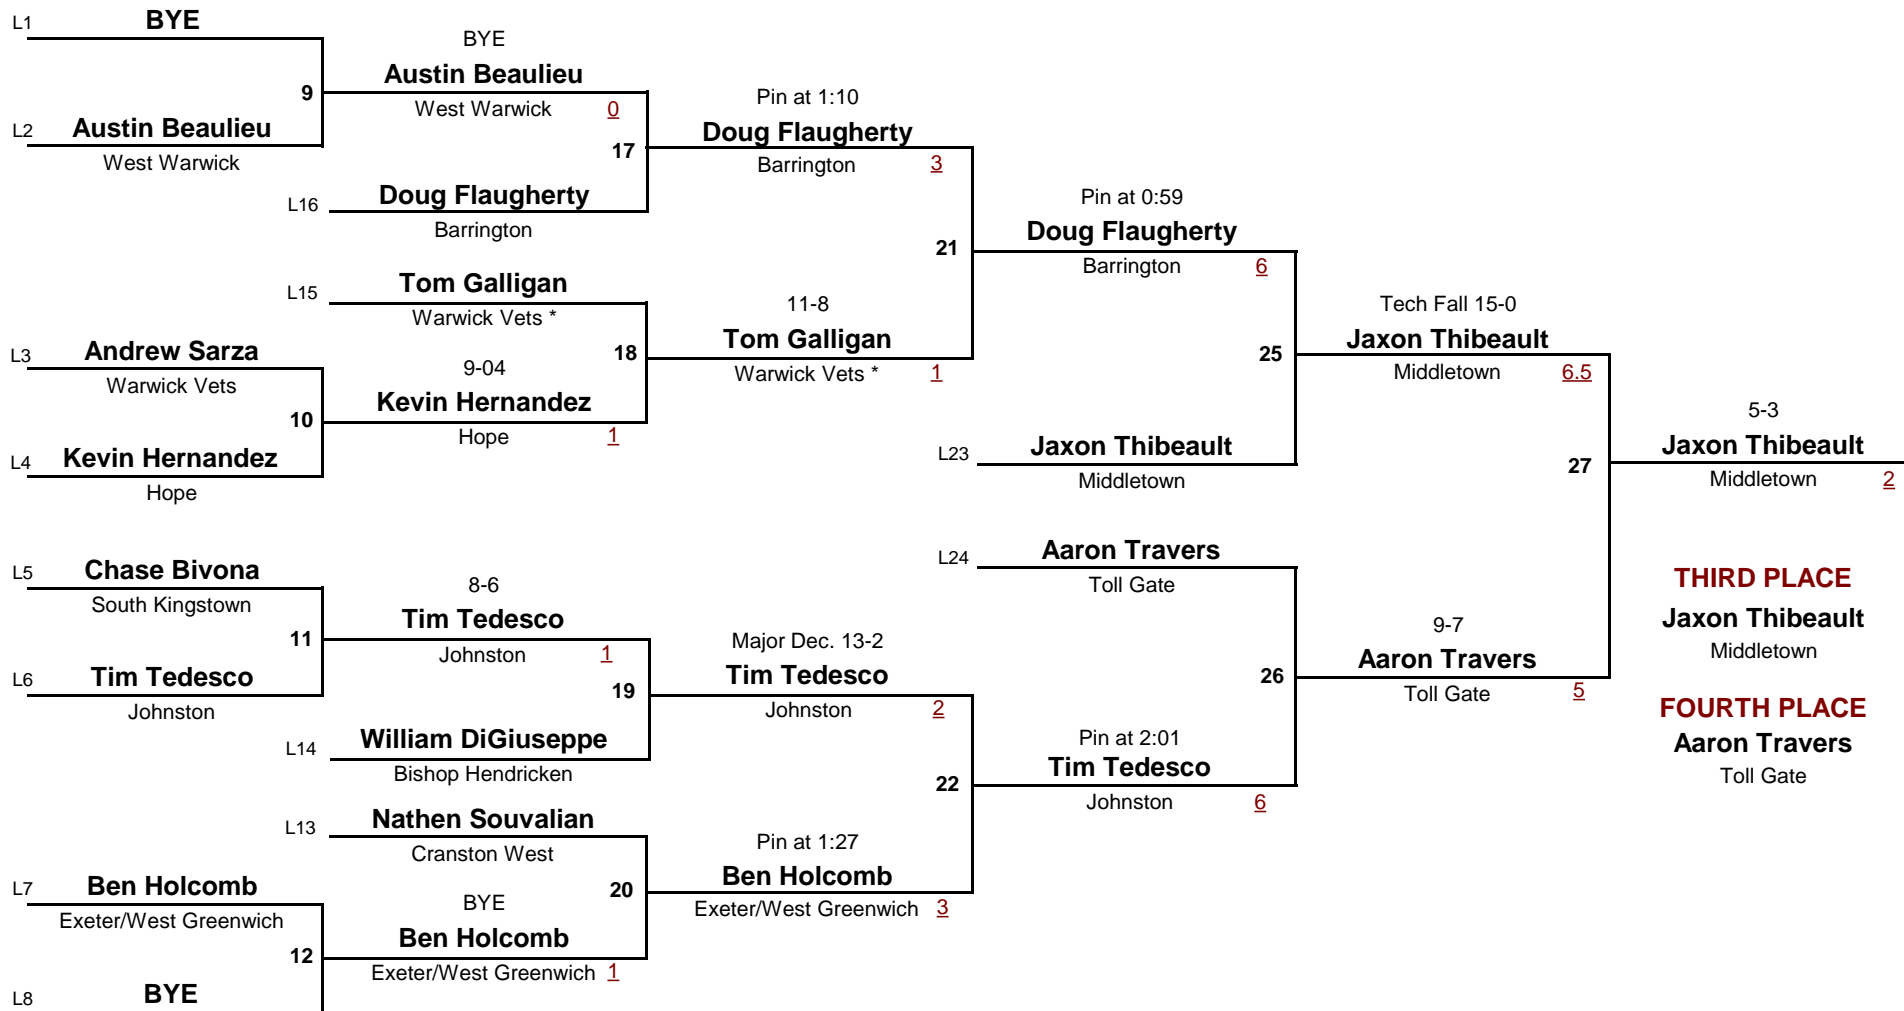 L1 BYE
BYE
Austin Beaulieu
9
West Warwick 0
L2 Austin Beaulieu
West Warwick
Pin at 1:10
Doug Flaugherty
17
Barrington 3
L16 Doug Flaugherty
Barrington
Pin at 0:59
Doug Flaugherty
21
Barrington 6
L15 Tom Galligan
Warwick Vets *
11-8
Tom Galligan
18
Warwick Vets * 1
L3 Andrew Sarza
Warwick Vets
9-04
Kevin Hernandez
10
Hope 1
L4 Kevin Hernandez
Hope
Tech Fall 15-0
Jaxon Thibeault
25
Middletown 6.5
L23 Jaxon Thibeault
Middletown
5-3
Jaxon Thibeault
27
Middletown 2
L5 Chase Bivona
South Kingstown
8-6
Tim Tedesco
11
Johnston 1
L6 Tim Tedesco
Johnston
Major Dec. 13-2
Tim Tedesco
19
Johnston 2
L14 William DiGiuseppe
Bishop Hendricken
L24 Aaron Travers
Toll Gate
9-7
Aaron Travers
26
Toll Gate 5
Pin at 2:01
Tim Tedesco
22
Johnston 6
L13 Nathen Souvalian
Cranston West
Pin at 1:27
Ben Holcomb
20
Exeter/West Greenwich 3
L7 Ben Holcomb
Exeter/West Greenwich
BYE
Ben Holcomb
12
Exeter/West Greenwich 1
L8 BYE
THIRD PLACE
Jaxon Thibeault
Middletown
FOURTH PLACE
Aaron Travers
Toll Gate